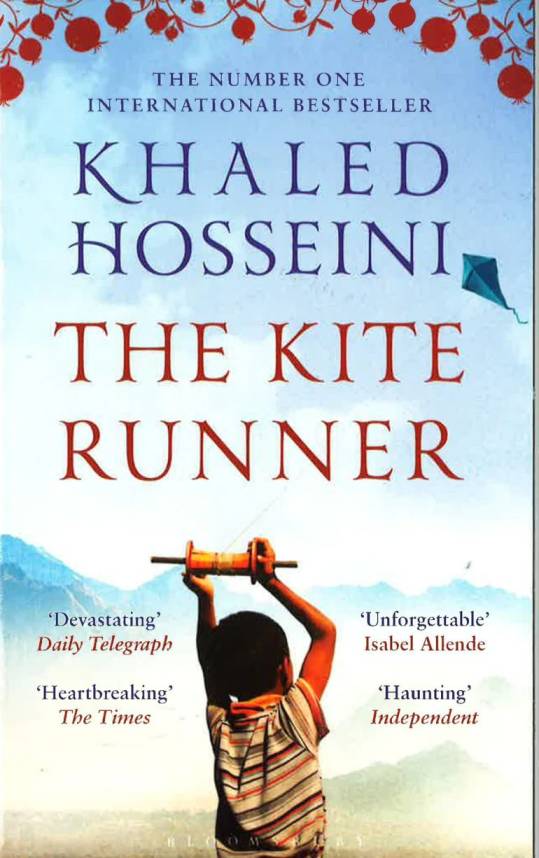 THE NUMBER ONE
INTERNATIONAL BESTSELLER
KHALED
HOSSEINI
THE KITE
RUNNER
‘Devastating’
Daily Telegraph
‘Unforgettable’
Isabel Allende
‘Heartbreaking’
The Times
‘Haunting’
Independent
BLOOMSBURY